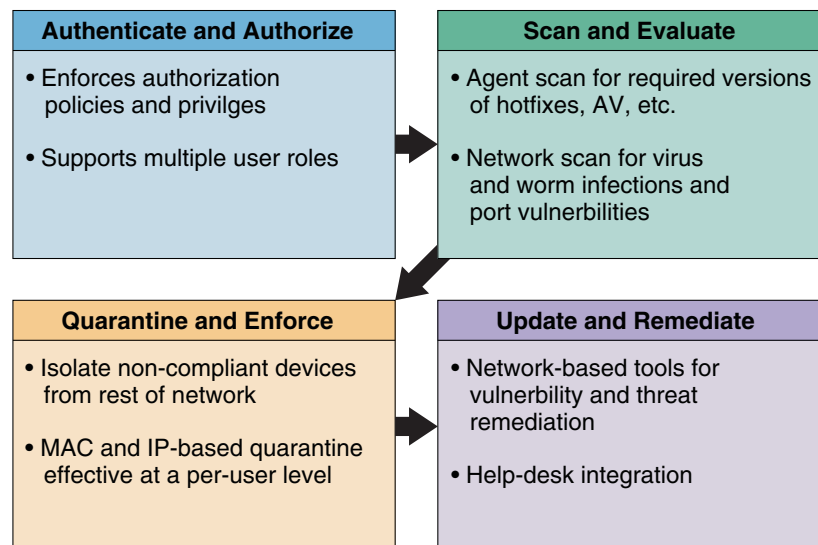 Authenticate and Authorize
• Enforces authorization
policies and privilges
• Supports multiple user roles
Scan and Evaluate
• Agent scan for required versions
of hotfixes, AV, etc.
• Network scan for virus
and worm infections and
port vulnerbilities
Quarantine and Enforce
• Isolate non-compliant devices
from rest of network
• MAC and IP-based quarantine
effective at a per-user level
Update and Remediate
• Network-based tools for
vulnerbility and threat
remediation
• Help-desk integration